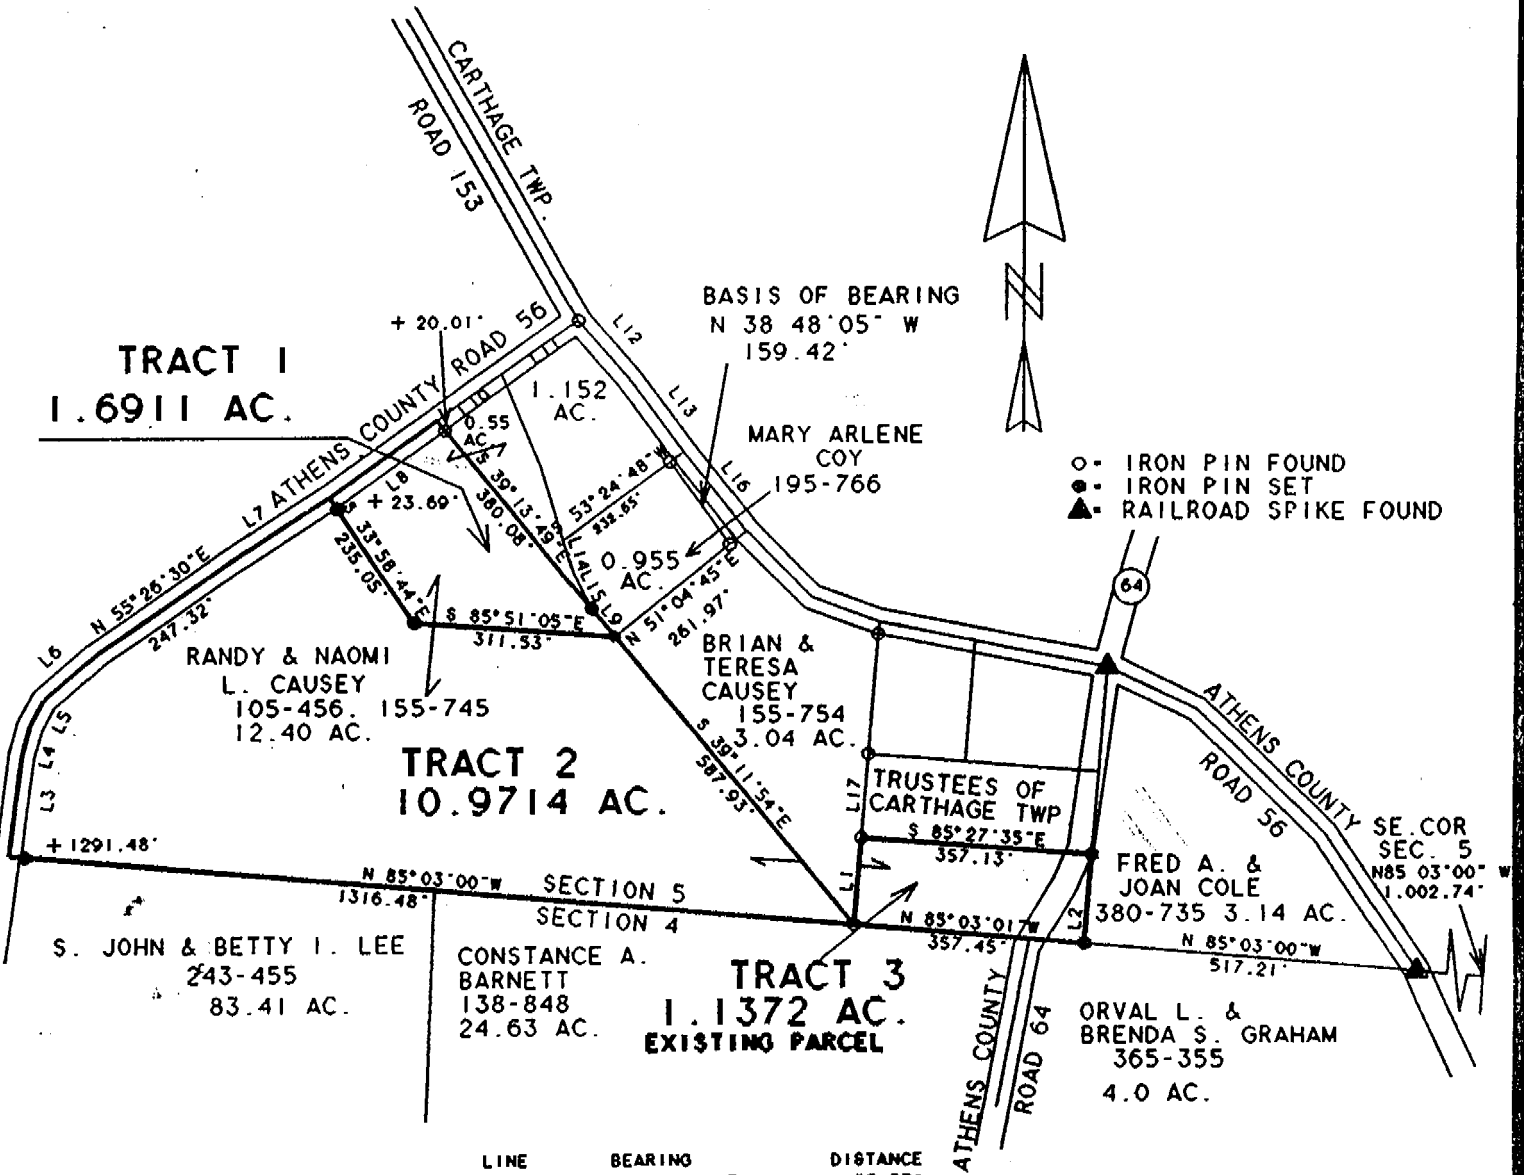 CARTHAGE TWP.
ROAD 153
BASIS OF BEARING
N 38 48'05" W
159.42'
N
+ 20.01'
TRACT 1
1.6911 AC.
ATHENS COUNTY ROAD 56
L12
L13
L16
L10
L11
1.152
AC.
0.55
AC
MARY ARLENE
COY
195-766
O- IRON PIN FOUND
●- IRON PIN SET
▲- RAILROAD SPIKE FOUND
L8
+ 23.69'
L7
S 39°13'49"E
380.08'
S 53°24'48"W
232.65'
L14
L15
L9
0.955
AC.
N 51°04'45"E
261.97'
S 33°58'44"E
235.05'
N 55°26'30"E
247.32'
L6
L5
L4
L3
S 85°51'05"E
311.53'
64
RANDY & NAOMI
L. CAUSEY
105-456. 155-745
12.40 AC.
BRIAN &
TERESA
CAUSEY
155-754
3.04 AC.
TRACT 2
10.9714 AC.
S 39°11'54"E
587.93'
L17
TRUSTEES OF
CARTHAGE TWP
S 85°27'35"E
357.13'
ATHENS COUNTY
ROAD 56
SE.COR
SEC. 5
N85 03'00" W
1.002.74'
FRED A. &
JOAN COLE
380-735 3.14 AC.
+ 1291.48'
N 85°03'00"W
1316.48'
SECTION 5
SECTION 4
L1
L2
N 85°03'01"W
357.45'
N 85°03'00"W
517.21'
S. JOHN & BETTY I. LEE
243-455
83.41 AC.
CONSTANCE A.
BARNETT
138-848
24.63 AC.
TRACT 3
1.1372 AC.
EXISTING PARCEL
ATHENS COUNTY
ROAD 64
ORVAL L. &
BRENDA S. GRAHAM
365-355
4.0 AC.
LINE BEARING DISTANCE